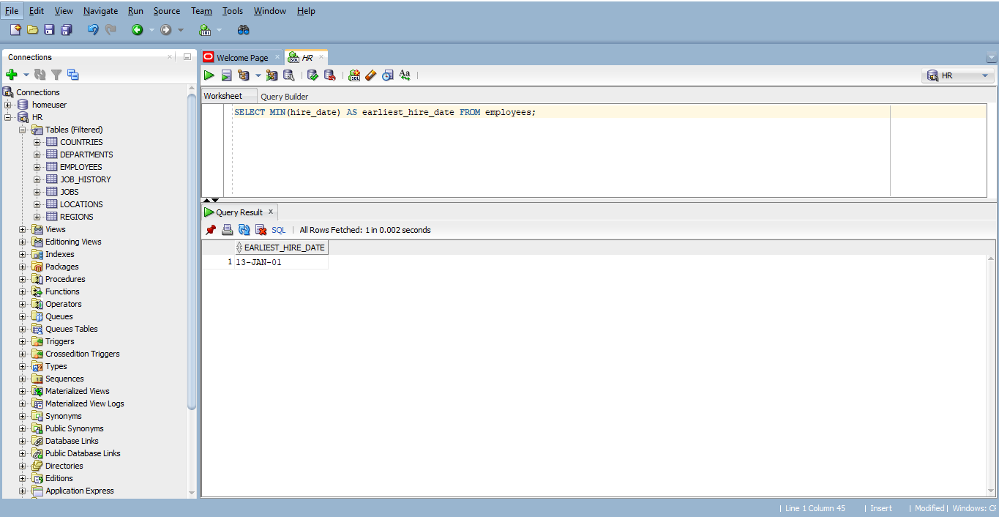 File Edit View Navigate Run Source Team Tools Window Help
Connections
Connections
homeuser
HR
Tables (Filtered)
COUNTRIES
DEPARTMENTS
EMPLOYEES
JOB_HISTORY
JOBS
LOCATIONS
REGIONS
Views
Editioning Views
Indexes
Packages
Procedures
Functions
Operators
Queues
Queues Tables
Triggers
Crossedition Triggers
Types
Sequences
Materialized Views
Materialized View Logs
Synonyms
Public Synonyms
Database Links
Public Database Links
Directories
Editions
Application Express
Welcome Page HR
HR
Worksheet Query Builder
SELECT MIN(hire_date) AS earliest_hire_date FROM employees;
Query Result
SQL | All Rows Fetched: 1 in 0.002 seconds
EARLIEST_HIRE_DATE
1 13-JAN-01
| Line 1 Column 45 | Insert | Modified | Windows: